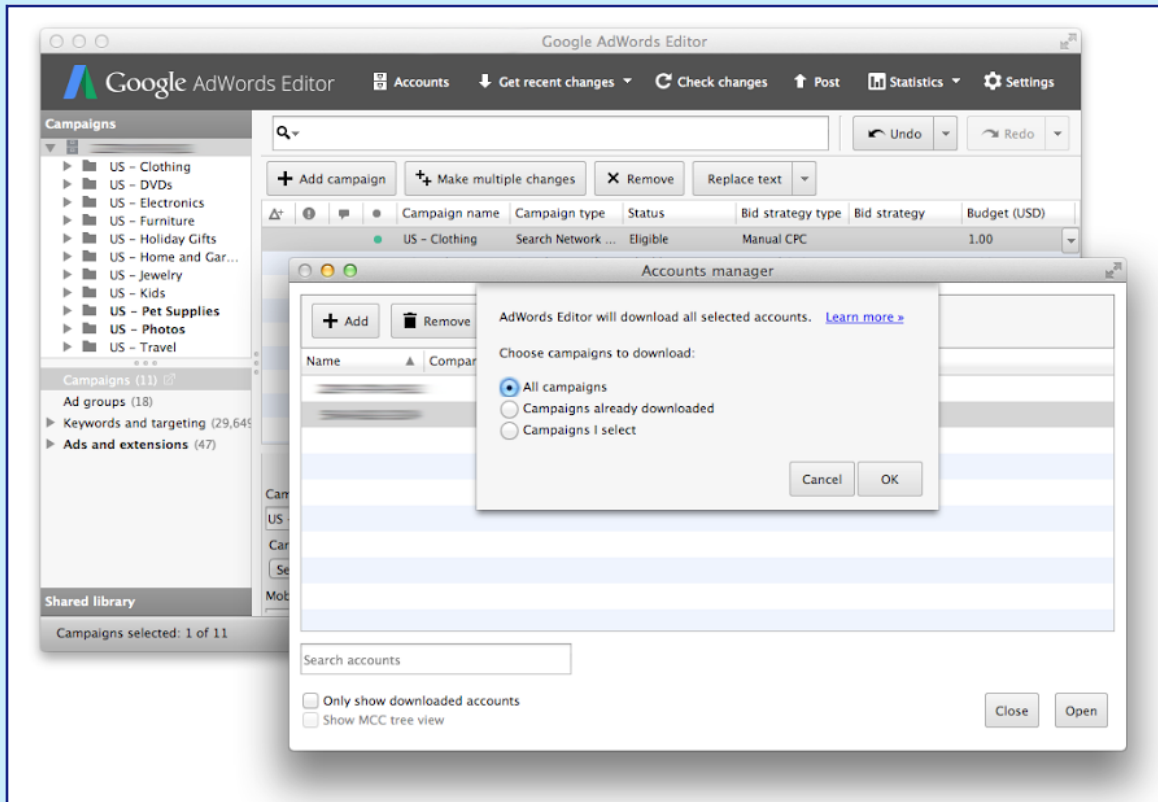 Google AdWords Editor
Google AdWords Editor Accounts Get recent changes Check changes Post Statistics Settings
Campaigns
Undo Redo
US - Clothing
US - DVDs
US - Electronics
US - Furniture
US - Holiday Gifts
US - Home and Gar...
US - Jewelry
US - Kids
US - Pet Supplies
US - Photos
US - Travel
Campaigns (11)
Ad groups (18)
Keywords and targeting (29,649
Ads and extensions (47)
Shared library
Campaigns selected: 1 of 11
Add campaign Make multiple changes Remove Replace text
Campaign name Campaign type Status Bid strategy type Bid strategy Budget (USD)
US - Clothing Search Network ... Eligible Manual CPC 1.00
Cam
US -
Car
Se
Mob
Accounts manager
Add Remove
Name Compar
AdWords Editor will download all selected accounts. Learn more »
Choose campaigns to download:
All campaigns
Campaigns already downloaded
Campaigns I select
Cancel OK
Search accounts
Only show downloaded accounts
Show MCC tree view
Close Open